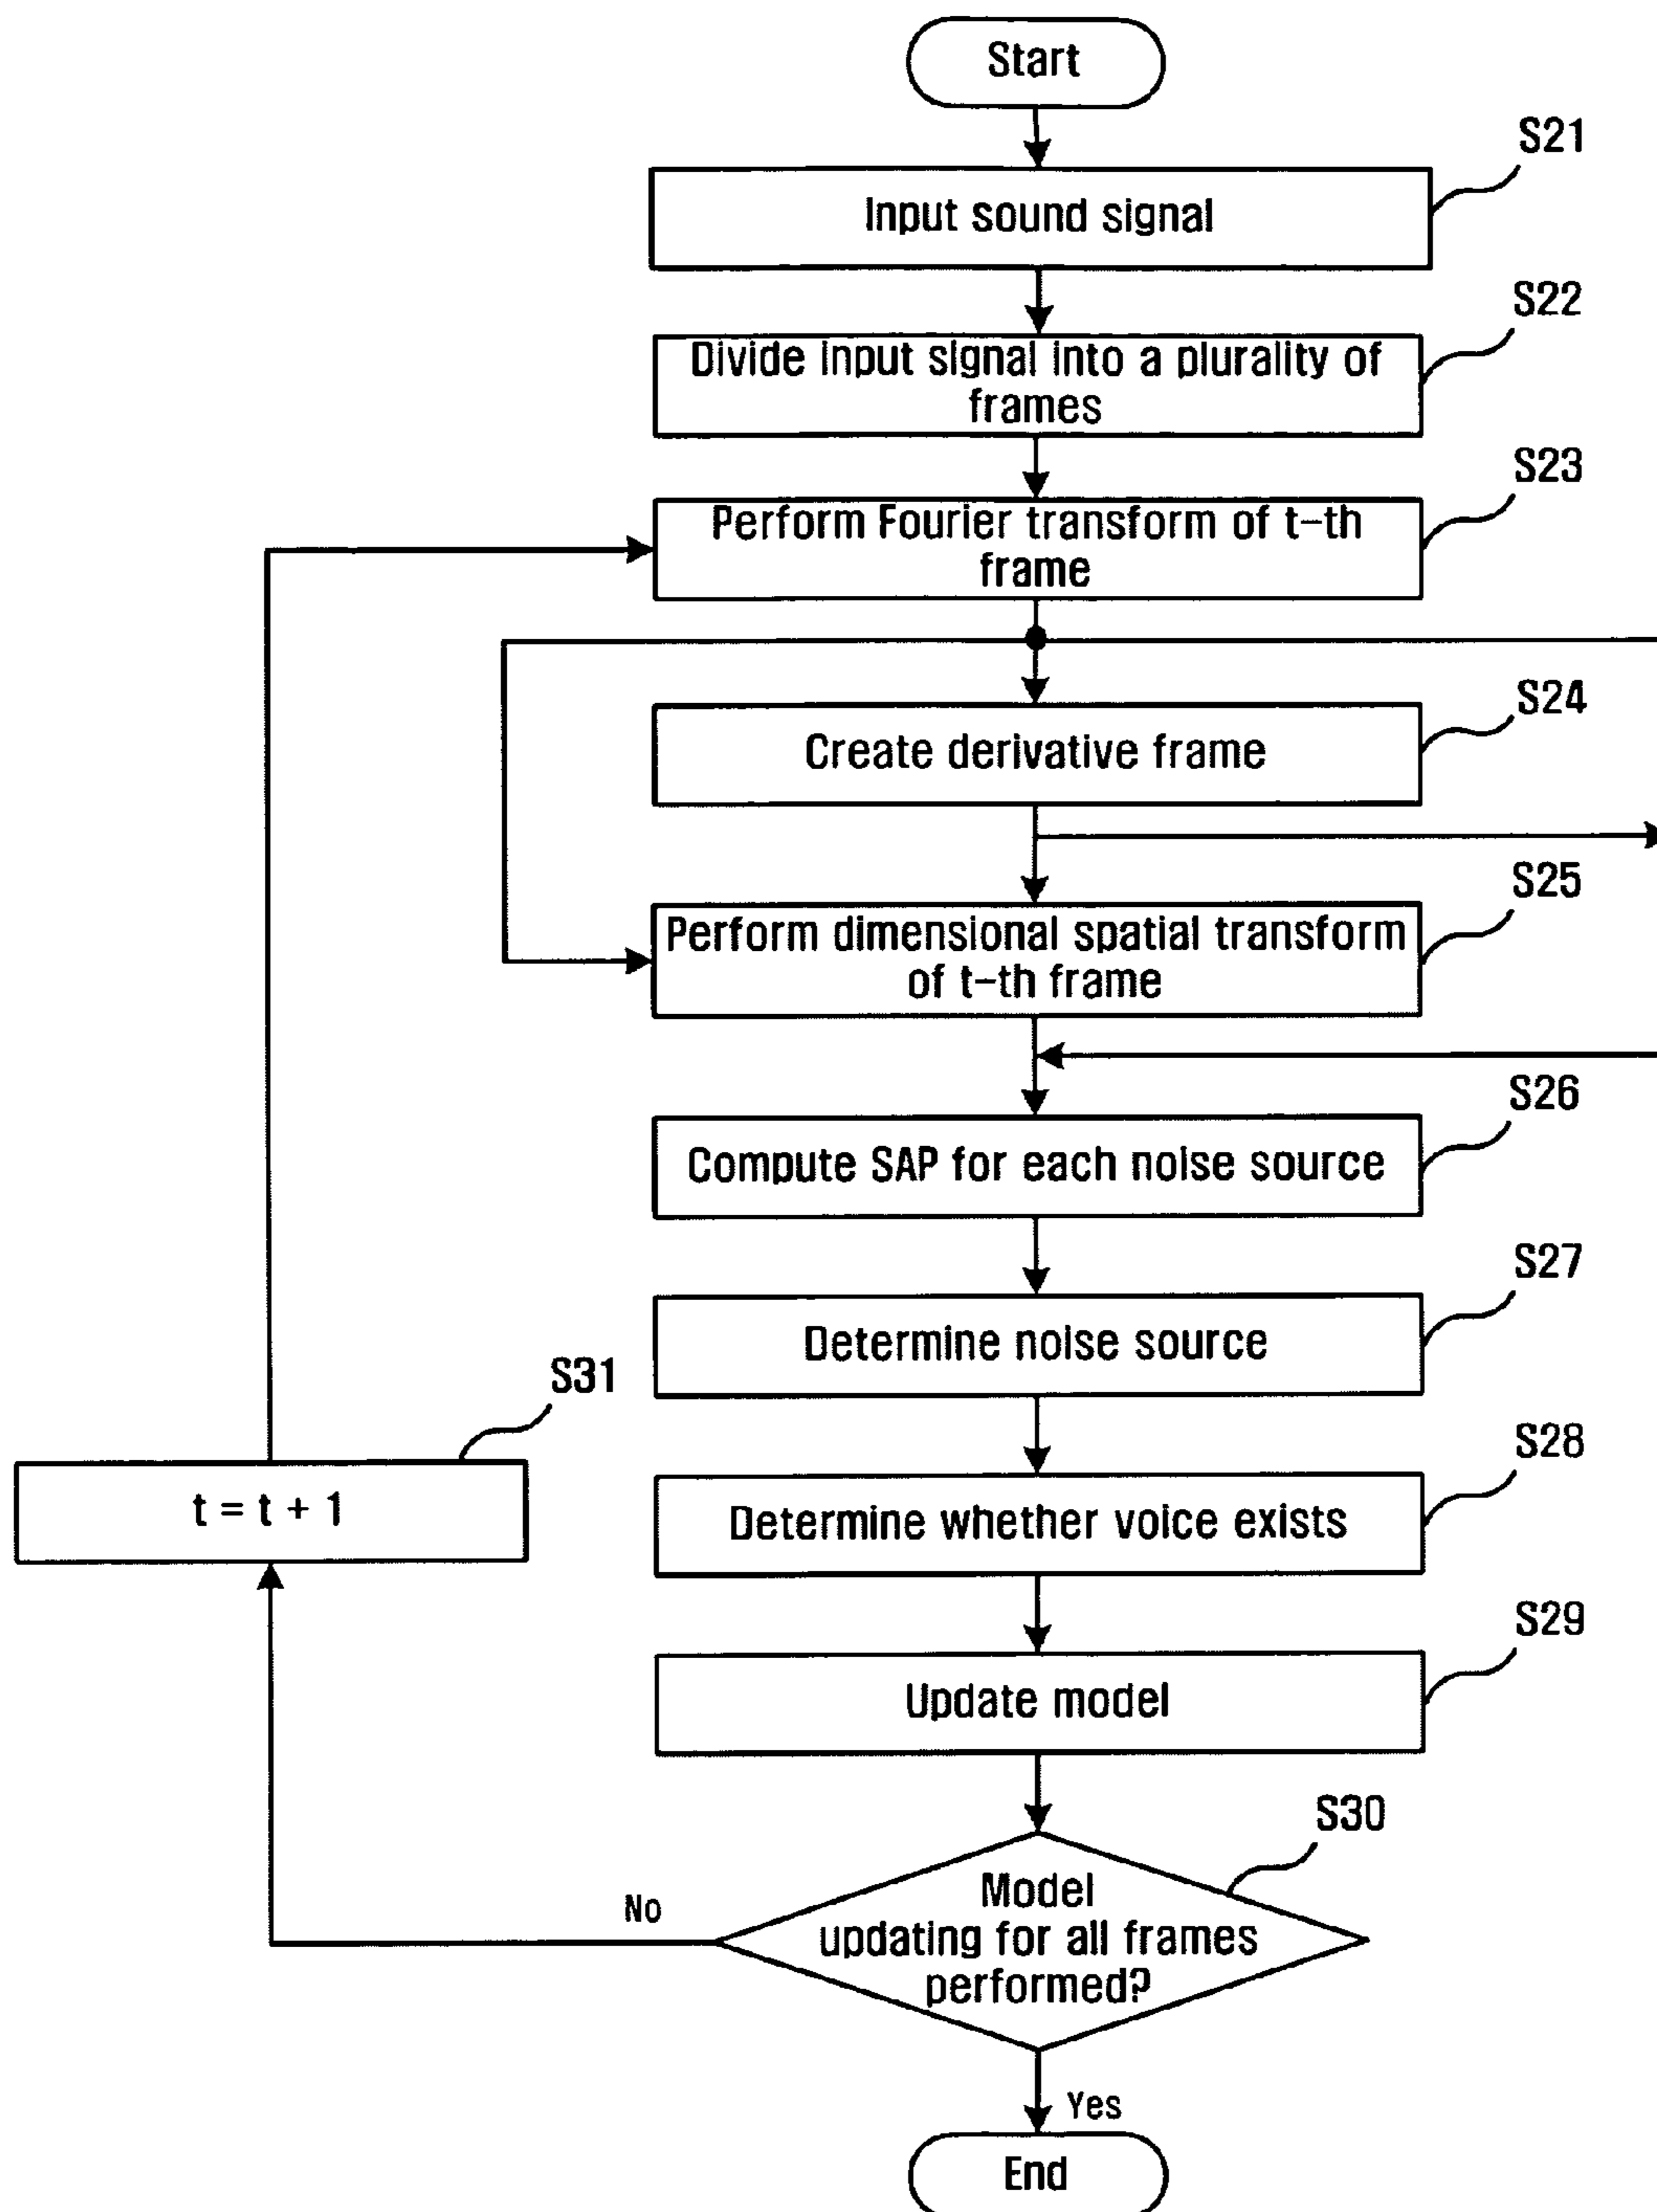 Start
S21
Input sound signal
S22
Divide input signal into a plurality of
frames
S23
Perform Fourier transform of t-th
frame
S24
Create derivative frame
S25
Perform dimensional spatial transform
of t-th frame
S26
Compute SAP for each noise source
S27
Determine noise source
S31
t = t + 1
S28
Determine whether voice exists
S29
Update model
S30
Model
updating for all frames
performed?
No
Yes
End